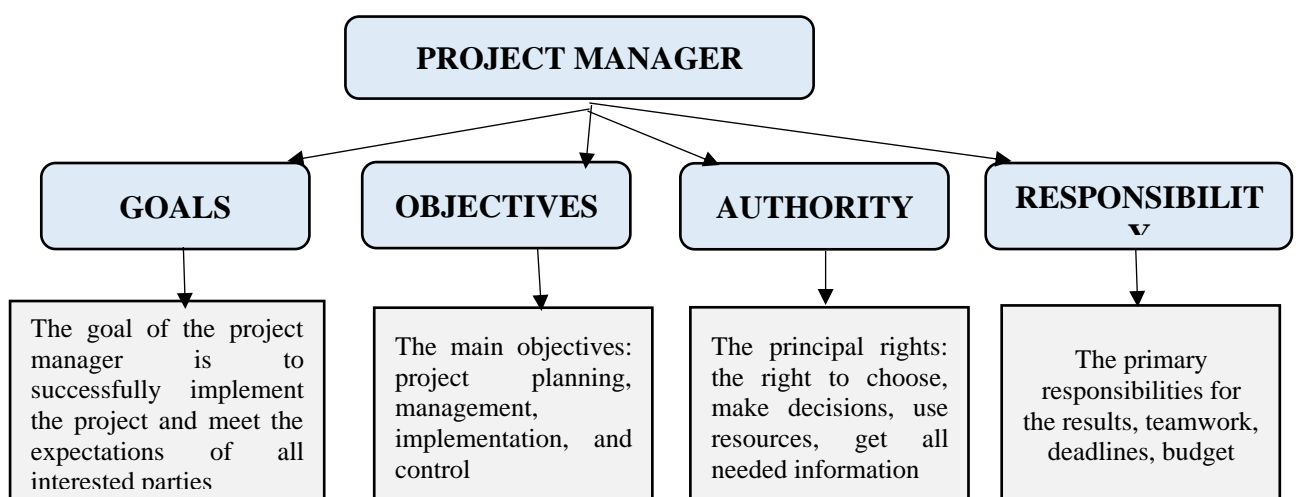 PROJECT MANAGER
GOALS
OBJECTIVES
AUTHORITY
RESPONSIBILIT
Y
The goal of the project
manager is to
successfully implement
the project and meet the
expectations of all
interested parties
The main objectives:
project planning,
management,
implementation, and
control
The principal rights:
the right to choose,
make decisions, use
resources, get all
needed information
The primary
responsibilities for
the results, teamwork,
deadlines, budget